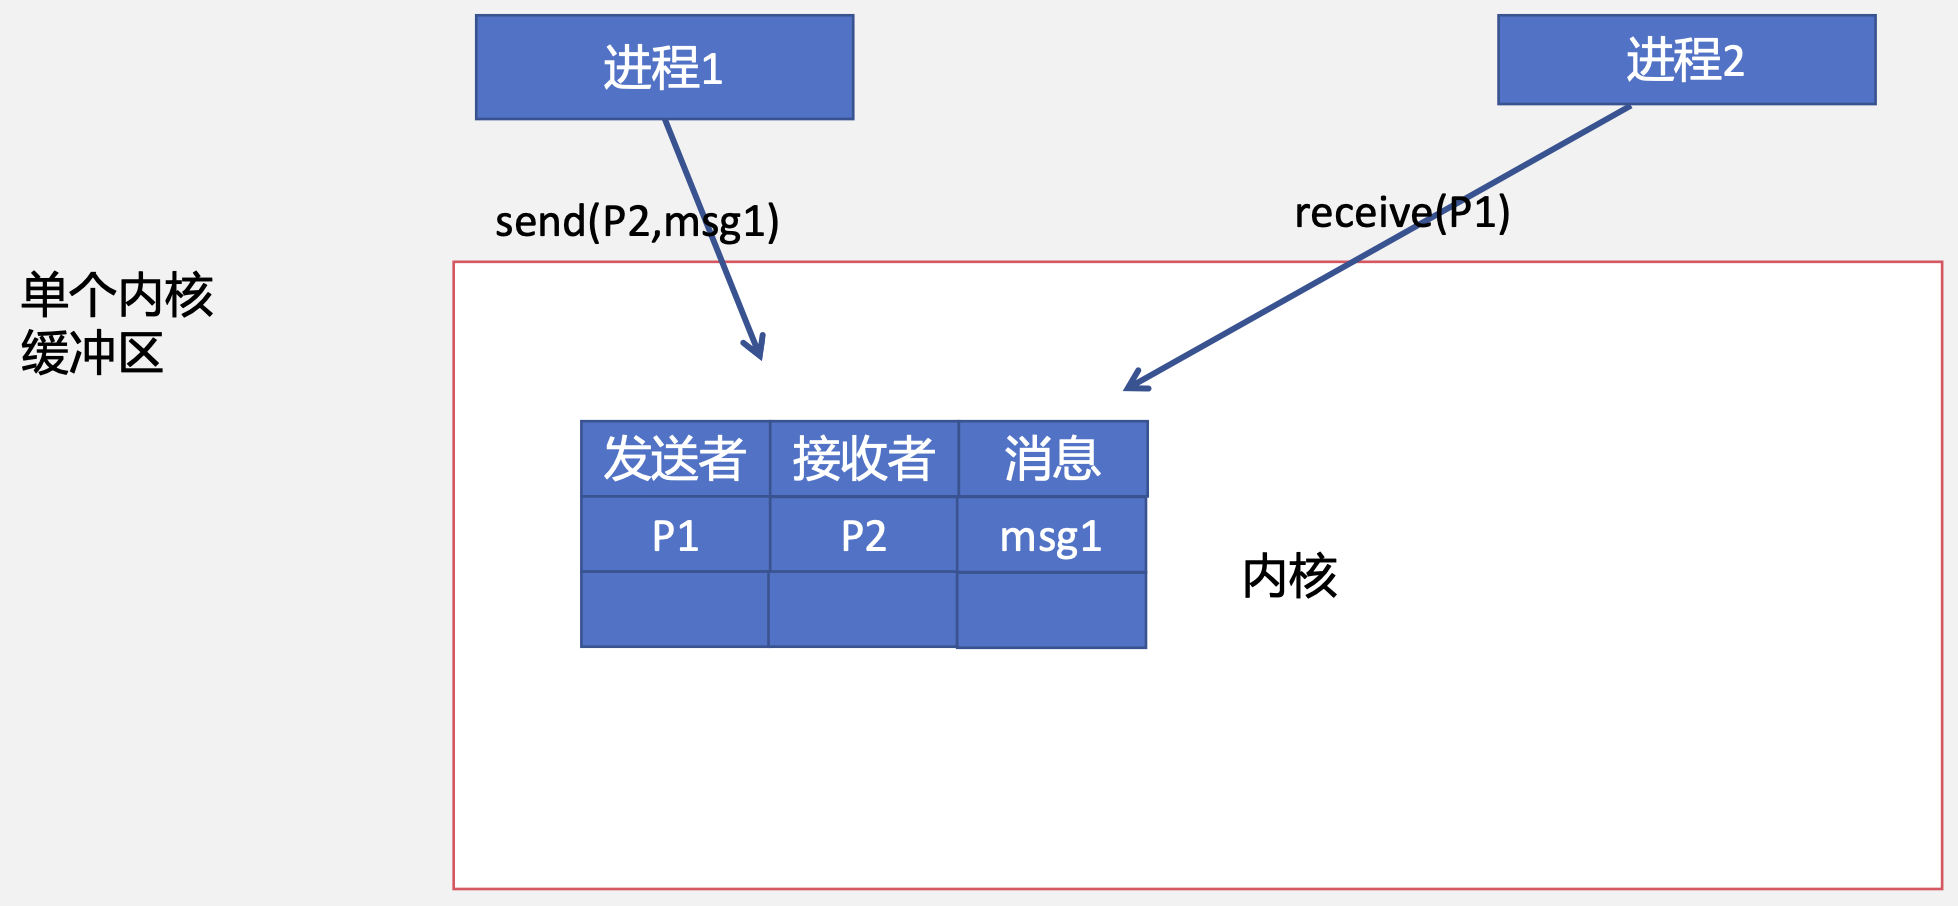 进程1
进程2
send(P2,msg1)
receive(P1)
单个内核
缓冲区
发送者 接收者 消息
P1 P2 msg1
内核